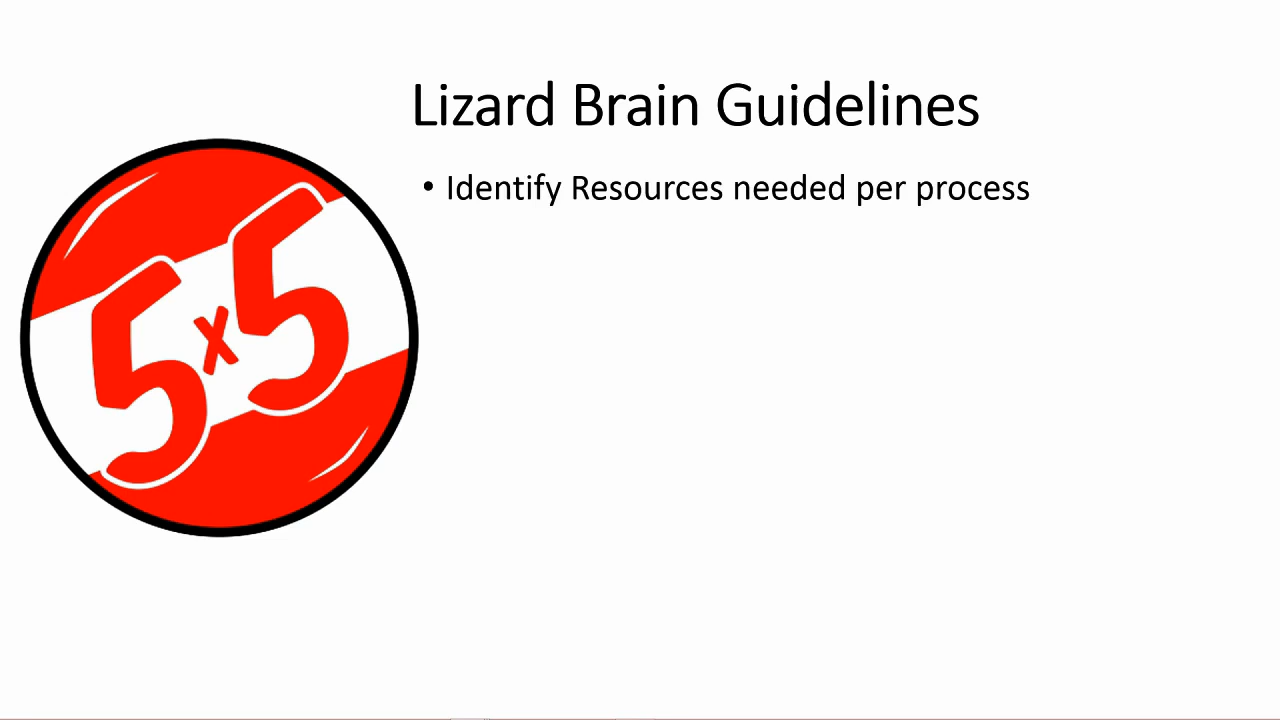 Lizard Brain Guidelines
• Identify Resources needed per process
5x5